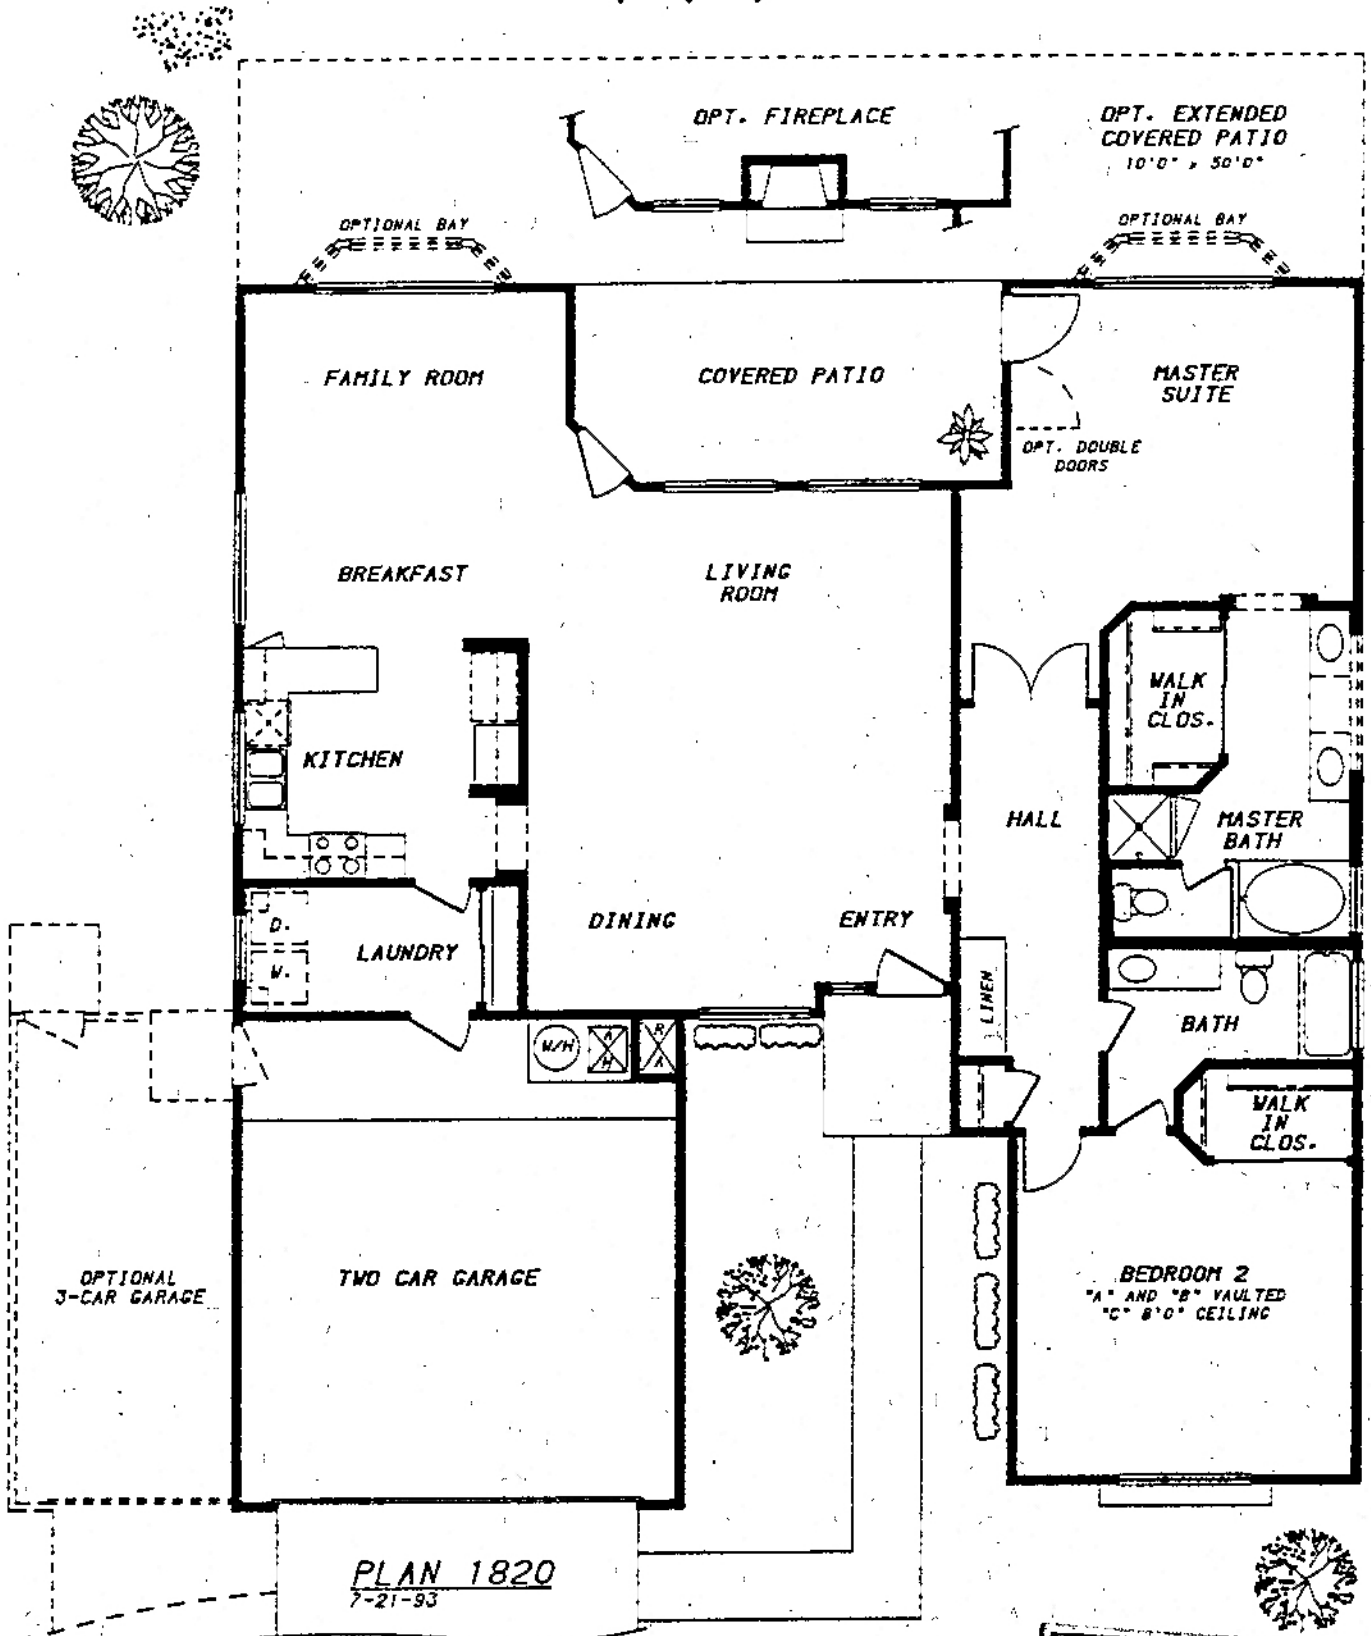 OPT. FIREPLACE
OPT. EXTENDED
COVERED PATIO
10'0" x 50'0"
OPTIONAL BAY
OPTIONAL BAY
FAMILY ROOM
COVERED PATIO
MASTER
SUITE
OPT. DOUBLE
DOORS
BREAKFAST
LIVING
ROOM
WALK
IN
CLOS.
KITCHEN
HALL
MASTER
BATH
D.
W.
LAUNDRY
DINING
ENTRY
LINEN
BATH
W/H
A
H
R
A
WALK
IN
CLOS.
OPTIONAL
3-CAR GARAGE
TWO CAR GARAGE
BEDROOM 2
"A" AND "B" VAULTED
"C" 8'0" CEILING
PLAN 1820
7-21-93